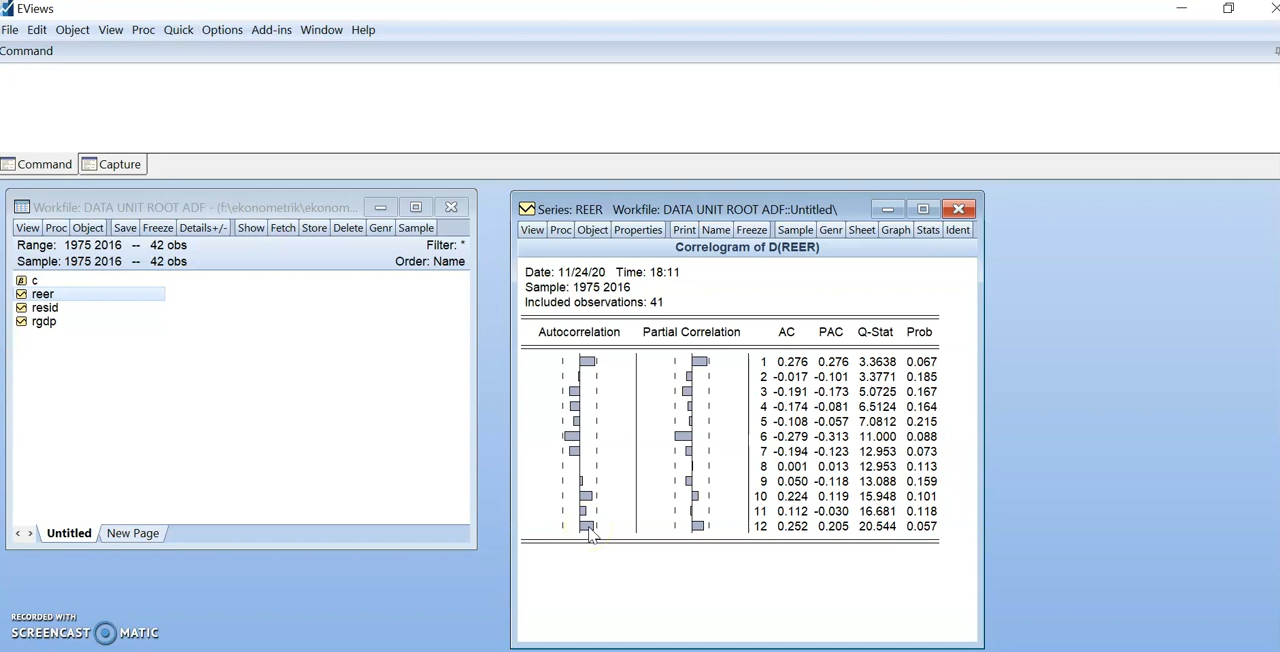 EViews
File Edit Object View Proc Quick Options Add-ins Window Help
Command
Command Capture
Workfile: DATA UNIT ROOT ADF - (f:\ekonometrik\ekonom...
View Proc Object Save Freeze Details+/- Show Fetch Store Delete Genr Sample
Range: 1975 2016 -- 42 obs Filter: *
Sample: 1975 2016 -- 42 obs Order: Name
c
reer
resid
rgdp
< > Untitled New Page
Series: REER Workfile: DATA UNIT ROOT ADF::Untitled\
View Proc Object Properties Print Name Freeze Sample Genr Sheet Graph Stats Ident
Correlogram of D(REER)
Date: 11/24/20 Time: 18:11
Sample: 1975 2016
Included observations: 41
Autocorrelation Partial Correlation AC PAC Q-Stat Prob
1 0.276 0.276 3.3638 0.067
2 -0.017 -0.101 3.3771 0.185
3 -0.191 -0.173 5.0725 0.167
4 -0.174 -0.081 6.5124 0.164
5 -0.108 -0.057 7.0812 0.215
6 -0.279 -0.313 11.000 0.088
7 -0.194 -0.123 12.953 0.073
8 0.001 0.013 12.953 0.113
9 0.050 -0.118 13.088 0.159
10 0.224 0.119 15.948 0.101
11 0.112 -0.030 16.681 0.118
12 0.252 0.205 20.544 0.057
RECORDED WITH
SCREENCAST MATIC